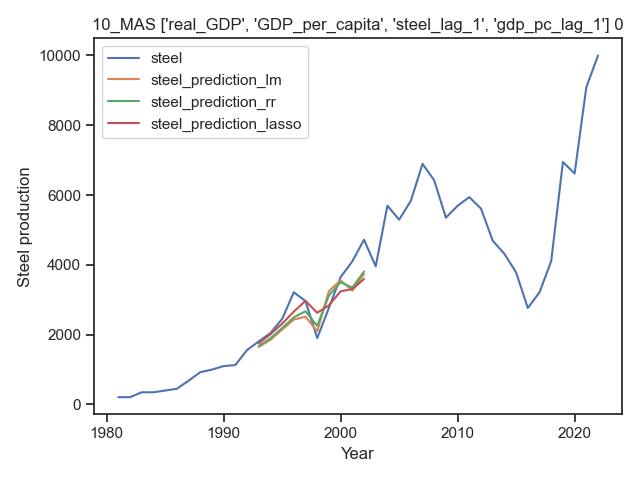 10_MAS ['real_GDP', 'GDP_per_capita', 'steel_lag_1', 'gdp_pc_lag_1'] 0
steel
steel_prediction_lm
steel_prediction_rr
steel_prediction_lasso
10000
8000
6000
4000
2000
0
Steel production
1980
1990
2000
2010
2020
Year